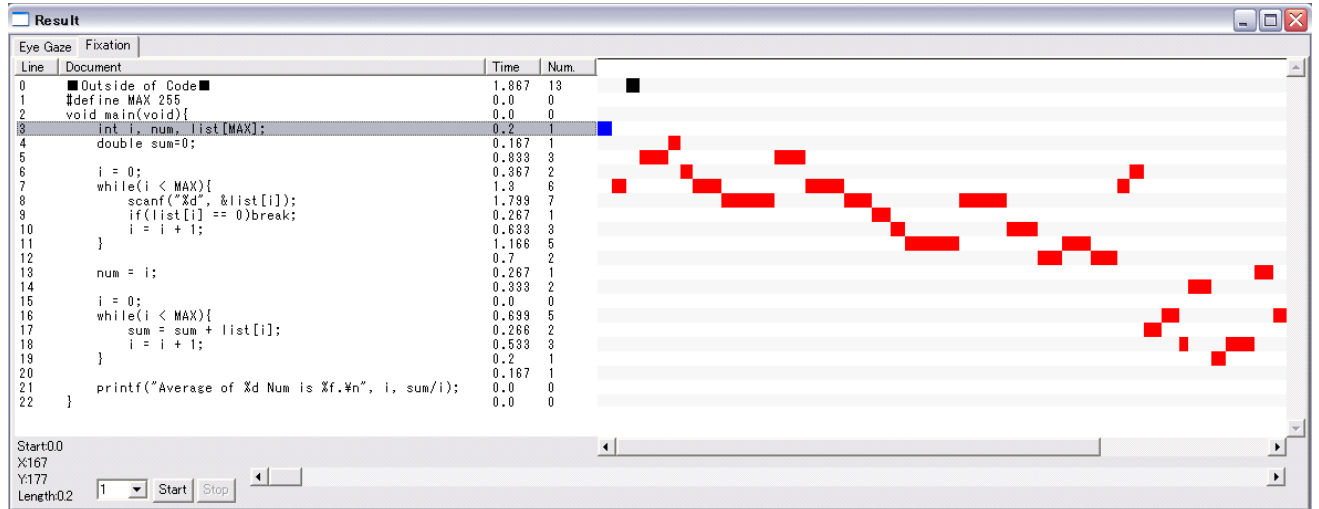 Result
Eye Gaze Fixation
Line Document Time Num.
0 ■Outside of Code■ 1.867 13
1 #define MAX 255 0.0 0
2 void main(void){ 0.0 0
3 int i, num, list[MAX]; 0.2 1
4 double sum=0; 0.167 1
5 0.833 3
6 i = 0; 0.367 2
7 while(i < MAX){ 1.3 6
8 scanf("%d", &list[i]); 1.799 7
9 if(list[i] == 0)break; 0.267 1
10 i = i + 1; 0.633 3
11 } 1.166 5
12 0.7 2
13 num = i; 0.267 1
14 0.333 2
15 i = 0; 0.0 0
16 while(i < MAX){ 0.699 5
17 sum = sum + list[i]; 0.266 2
18 i = i + 1; 0.533 3
19 } 0.2 1
20 0.167 1
21 printf("Average of %d Num is %f.¥n", i, sum/i); 0.0 0
22 } 0.0 0
Start:0.0
X:167
Y:177
Length:0.2
1 Start Stop